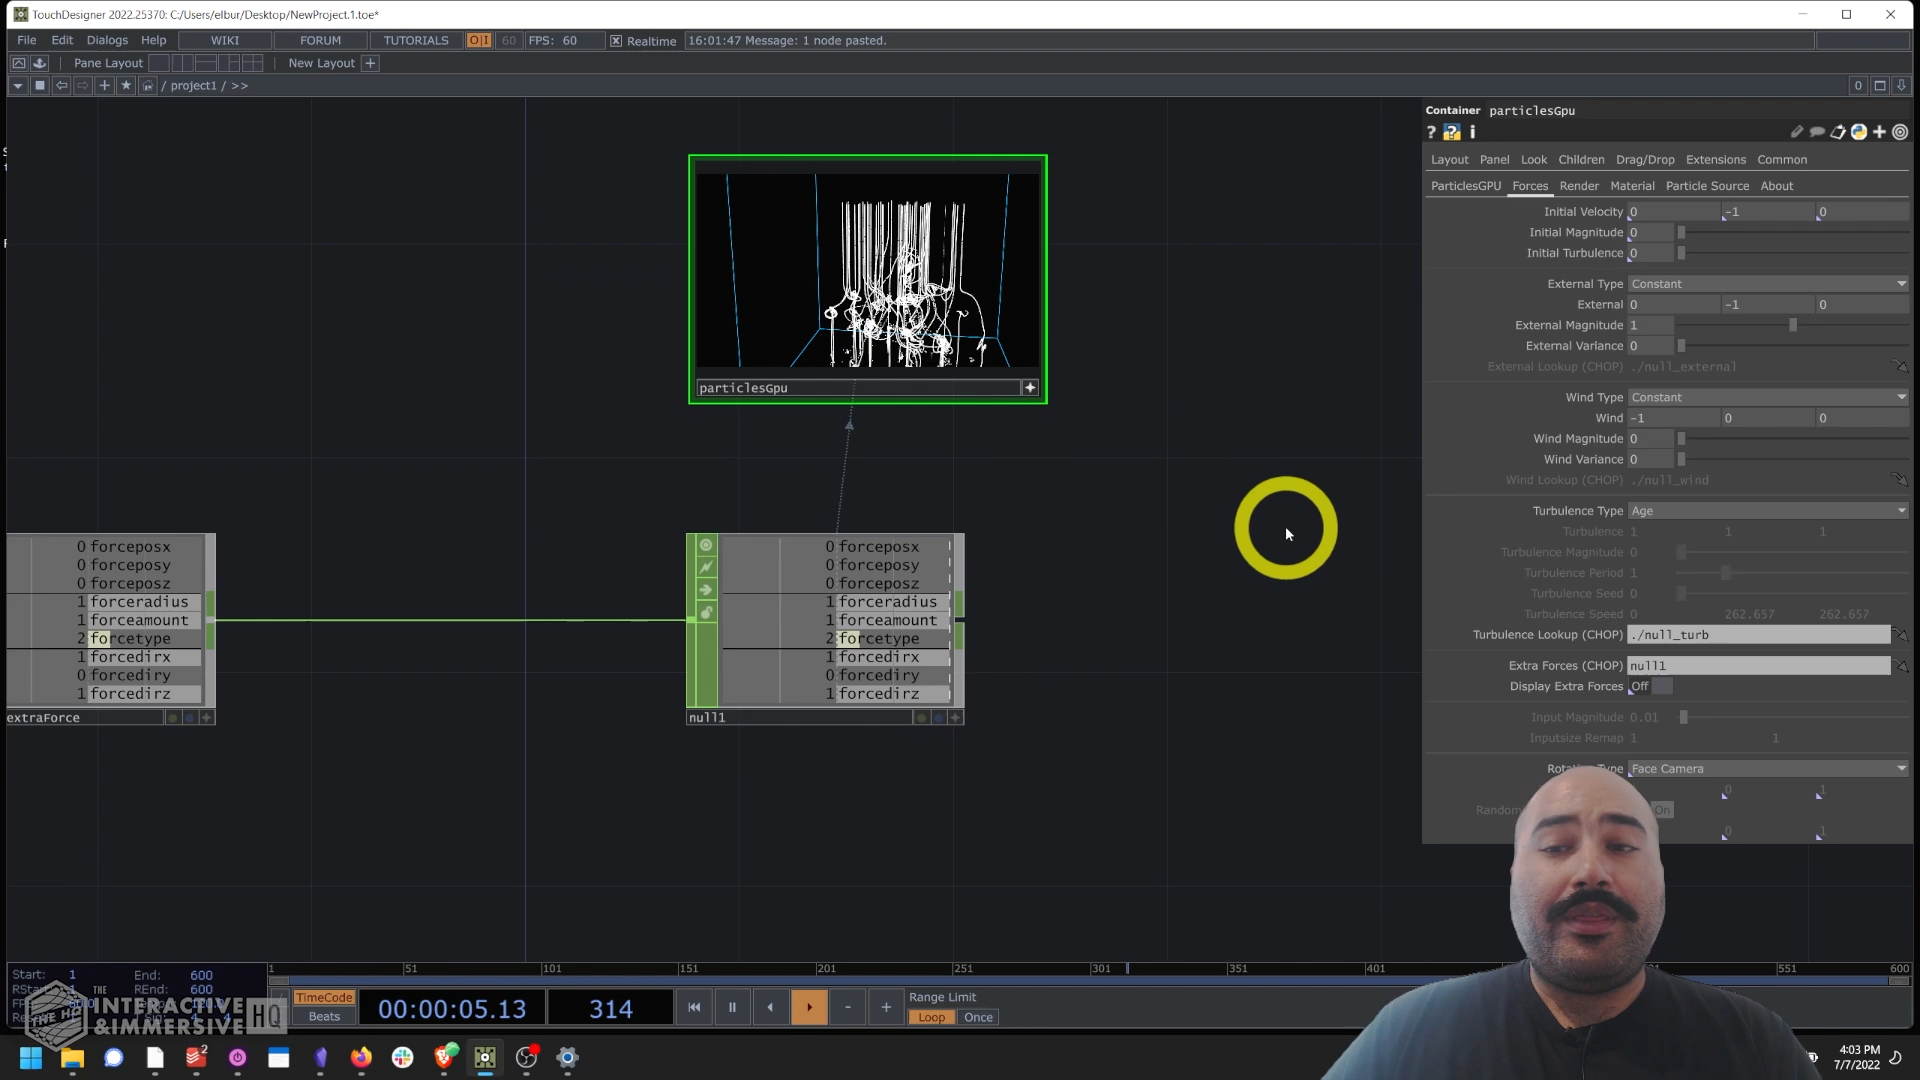 TouchDesigner 2022.25370: C:/Users/elbur/Desktop/NewProject.1.toe*
File Edit Dialogs Help WIKI FORUM TUTORIALS O|I 60 FPS: 60 Realtime 16:01:47 Message: 1 node pasted.
Pane Layout New Layout +
/ project1 / >> 0
Container particlesGpu
? ? i
Layout Panel Look Children Drag/Drop Extensions Common
ParticlesGPU Forces Render Material Particle Source About
Initial Velocity 0 -1 0
Initial Magnitude 0
Initial Turbulence 0
External Type Constant
External 0 -1 0
External Magnitude 1
External Variance 0
External Lookup (CHOP) ./null_external
Wind Type Constant
Wind -1 0 0
Wind Magnitude 0
Wind Variance 0
Wind Lookup (CHOP) ./null_wind
Turbulence Type Age
Turbulence 1 1 1
Turbulence Magnitude 0
Turbulence Period 1
Turbulence Seed 0
Turbulence Speed 0 262.657 262.657
Turbulence Lookup (CHOP) ./null_turb
Extra Forces (CHOP) null1
Display Extra Forces Off
Input Magnitude 0.01
Inputsize Remap 1 1
Face Camera
0 1
On
0 1
particlesGpu
0 forceposx
0 forceposy
0 forceposz
1 forceradius
1 forceamount
2 forcetype
1 forcedirx
0 forcediry
1 forcedirz
extraForce
0 forceposx
0 forceposy
0 forceposz
1 forceradius
1 forceamount
2 forcetype
1 forcedirx
0 forcediry
1 forcedirz
null1
1 51 101 151 201 251 301 351 401 551 600
Start: 1 End: 600
REnd: 600
TimeCode
Beats
00:00:05.13 314
Range Limit
Loop Once
THE HQ
THE
INTERACTIVE
&IMMERSIVE HQ
2
4:03 PM
7/7/2022